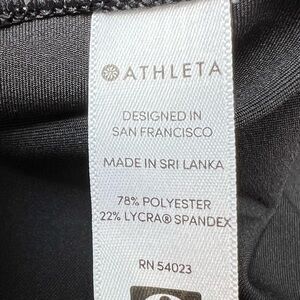 ATHLETA
DESIGNED IN
SAN FRANCISCO
MADE IN SRI LANKA
78% POLYESTER
22% LYCRA® SPANDEX
RN 54023